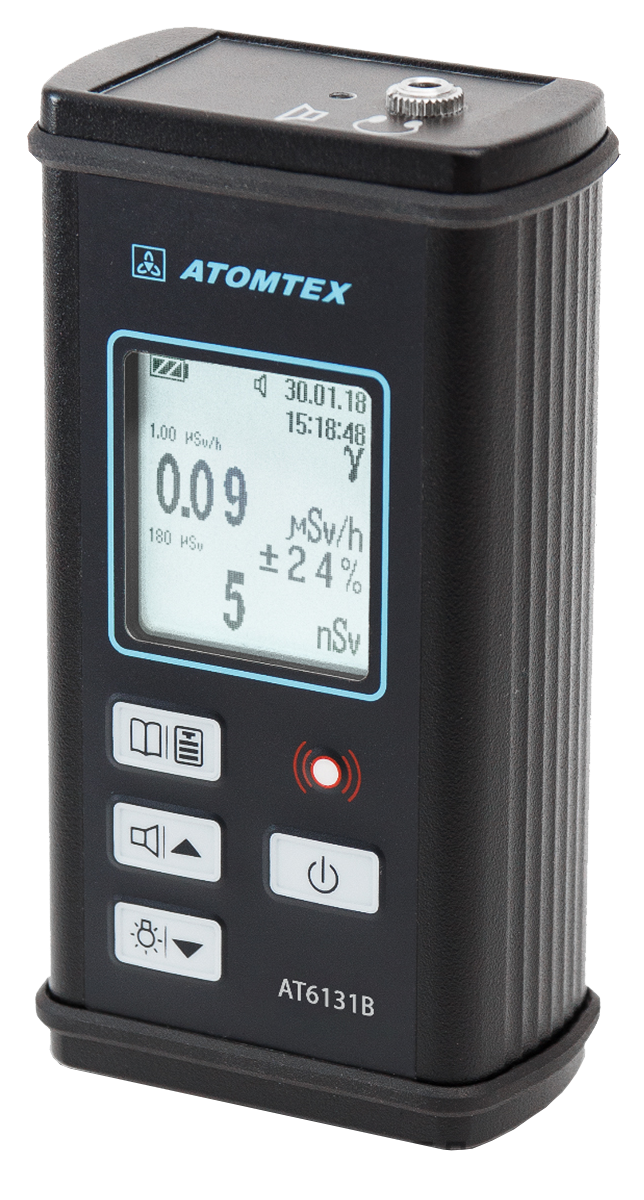 ATOMTEX
30.01.18
15:18:48
1.00 μSv/h
γ
0.09
μSv/h
180 μSv
±24%
5
nSv
AT6131B